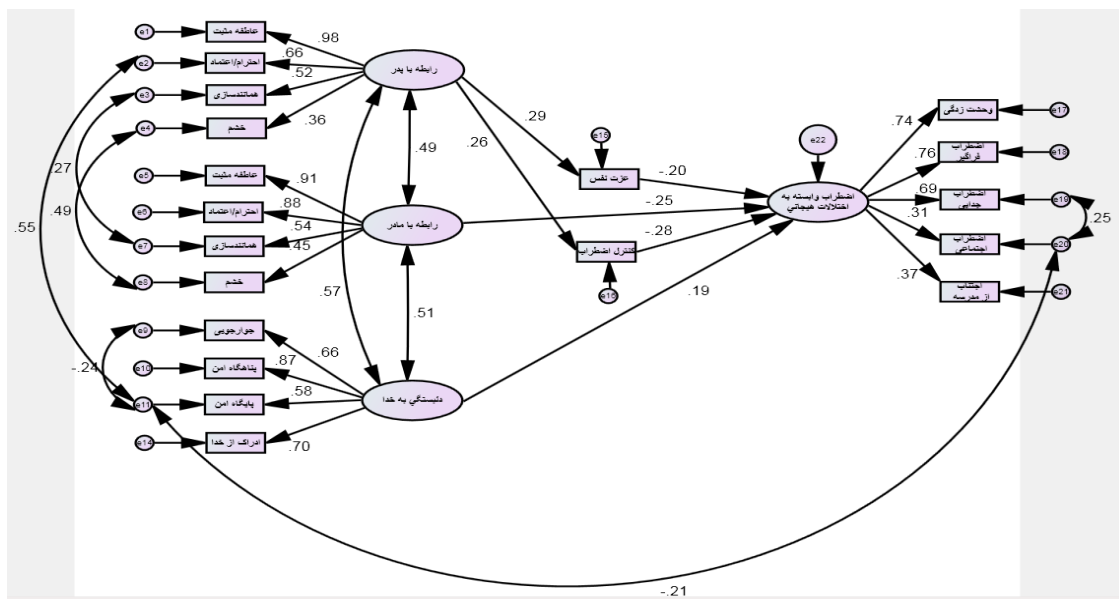 e1
عاطفه مثبت
.98
e2
احترام/اعتماد
.66
e3
همانندسازی
.52
e4
خشم
.36
رابطه با پدر
.27
.49
.55
e5
عاطفه مثبت
.91
e6
احترام/اعتماد
.88
e7
همانندسازی
.54
e8
خشم
.45
رابطه با مادر
.49
.57
.51
e9
جوارجویی
.66
e10
پناهگاه امن
.87
-.24
e11
پایگاه امن
.58
e14
ادراک از خدا
.70
دلبستگي به خدا
.29
.26
e15
عزت نفس
-.20
-.25
کنترل اضطراب
-.28
e16
.19
e22
اضطراب وابسته به
اختلالات هیجاني
.74
وحشت زدگی
e17
.76
اضطراب
فراگیر
e18
.69
اضطراب
جدایی
e19
.31
اضطراب
اجتماعی
e20
.25
.37
اجتناب
از مدرسه
e21
-.21